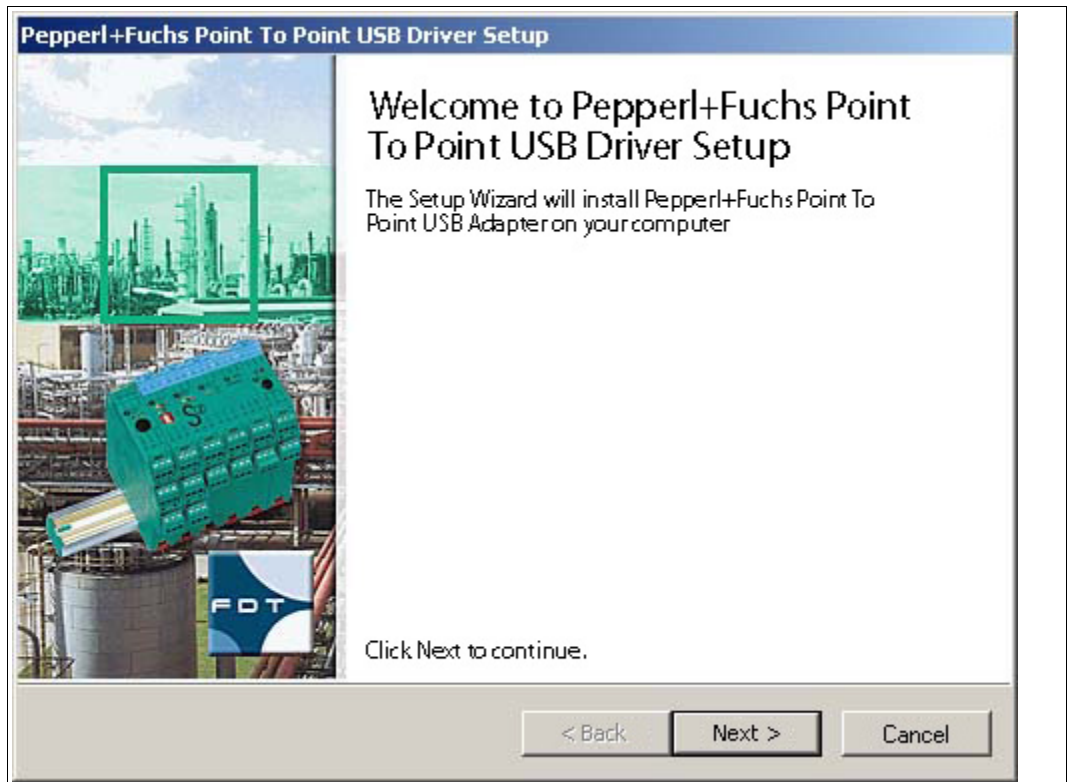 Pepperl+Fuchs Point To Point USB Driver Setup
Welcome to Pepperl+Fuchs Point
To Point USB Driver Setup
The Setup Wizard will install Pepperl+Fuchs Point To
Point USB Adapter on your computer
FDT
Click Next to continue.
< Back
Next >
Cancel